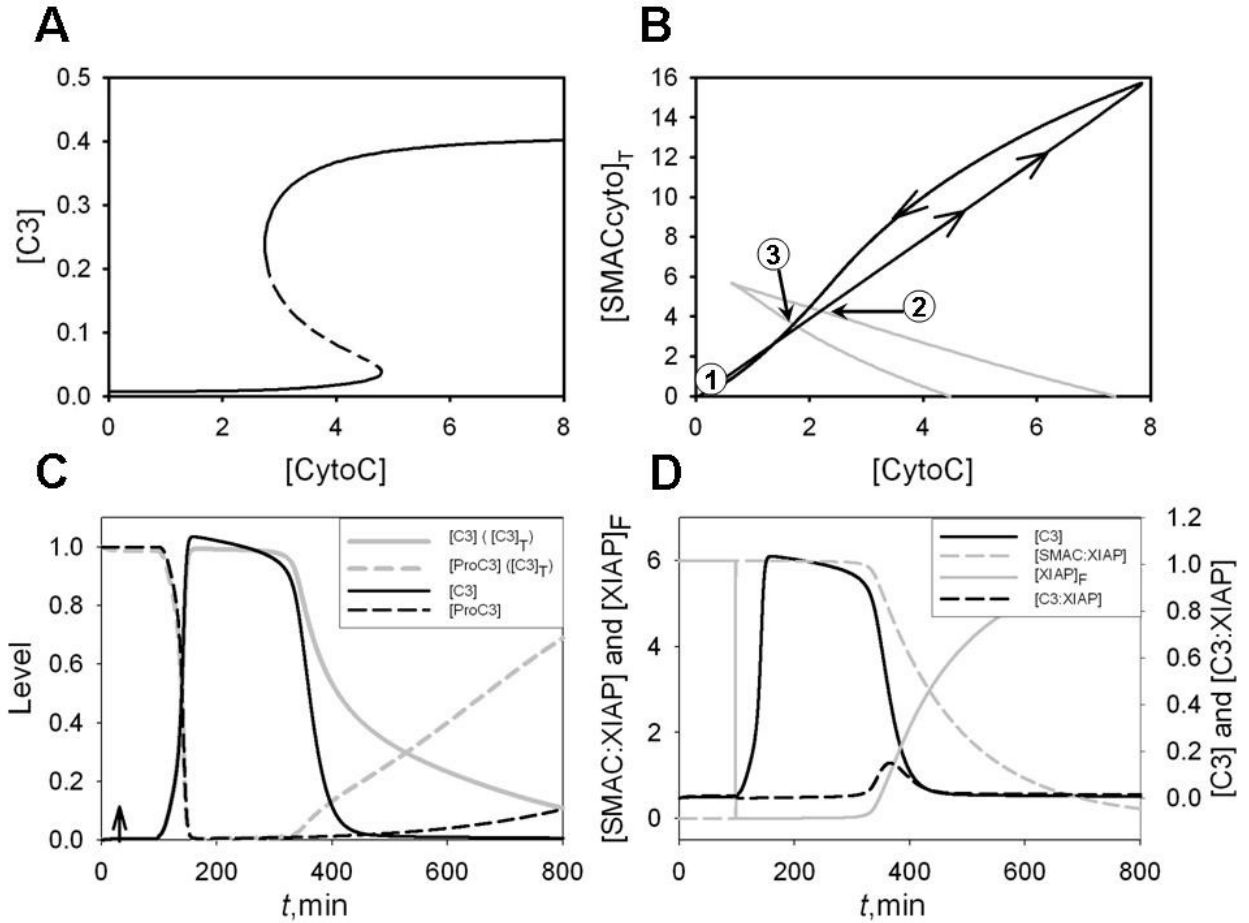 A
B
0.5
0.4
0.3
0.2
0.1
0.0
[C3]
0
2
4
6
8
[CytoC]
16
14
12
10
8
6
4
2
0
[SMACcyto]T
3
2
1
0
2
4
6
8
[CytoC]
C
D
1.0
0.8
0.6
0.4
0.2
0.0
Level
[C3] ( [C3]T)
[ProC3] ([C3]T)
[C3]
[ProC3]
0
200
400
600
800
t,min
[SMAC:XIAP] and [XIAP]F
6
4
2
0
[C3]
[SMAC:XIAP]
[XIAP]F
[C3:XIAP]
1.2
1.0
0.8
0.6
0.4
0.2
0.0
[C3] and [C3:XIAP]
0
200
400
600
800
t,min